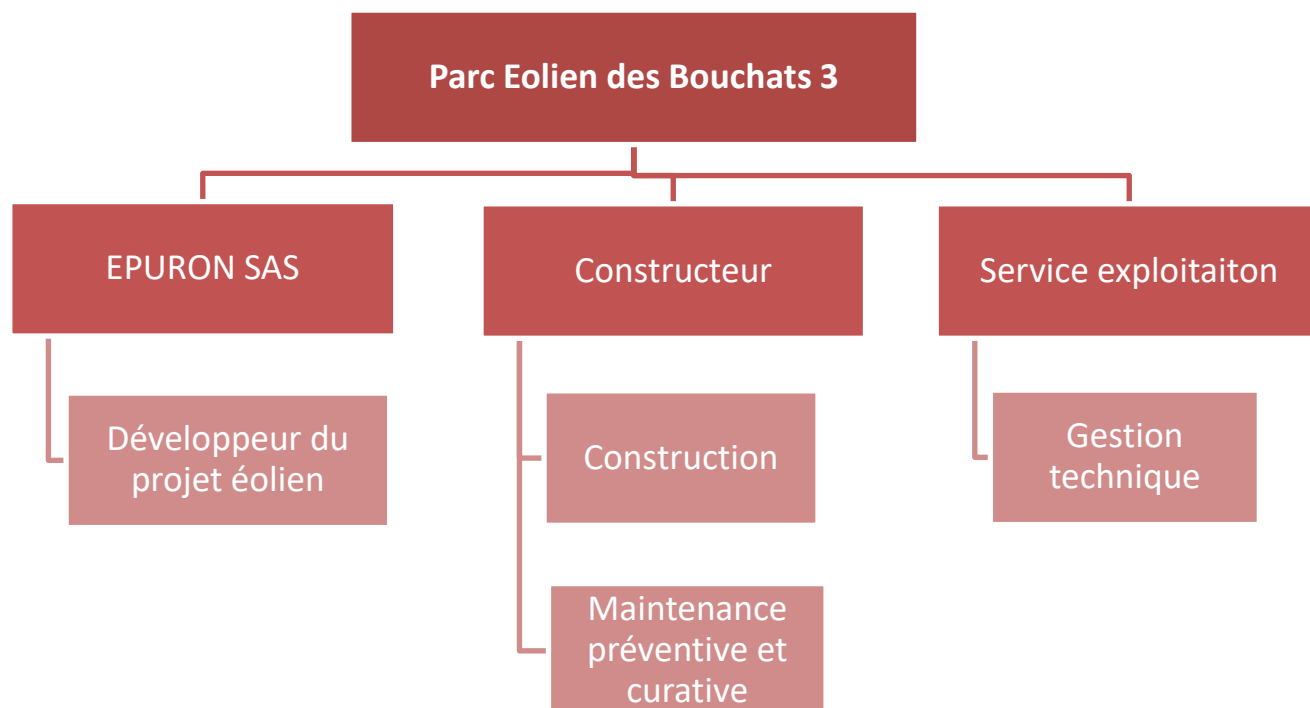 Parc Eolien des Bouchats 3
EPURON SAS
Constructeur
Service exploitaiton
Développeur du
projet éolien
Construction
Gestion
technique
Maintenance
préventive et
curative